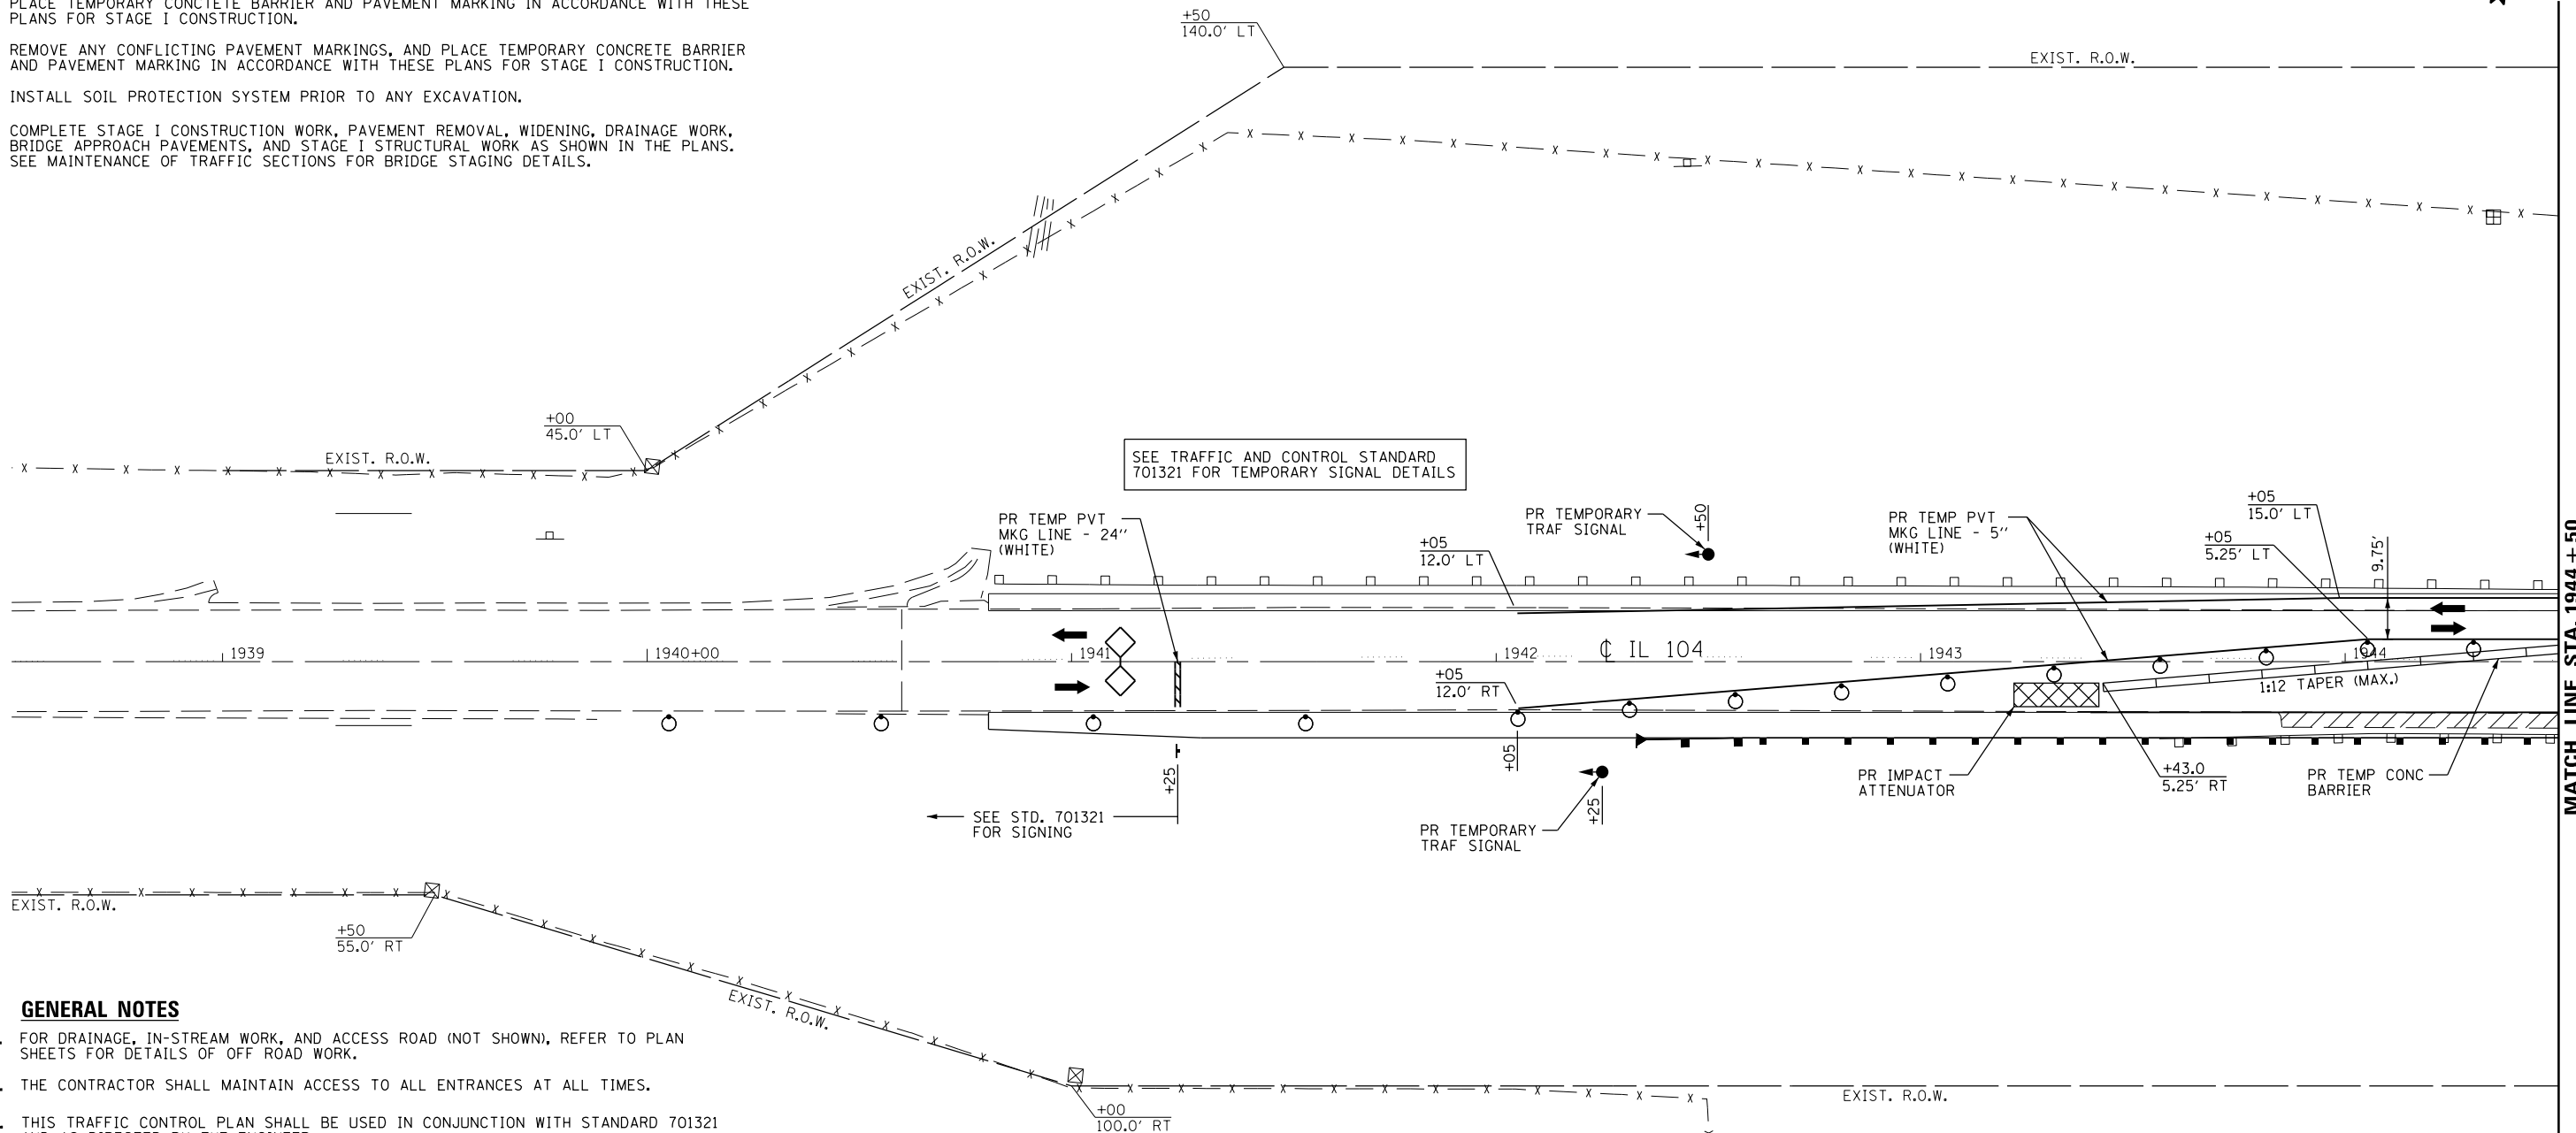 PLACE TEMPORARY CONCTETE BARRIER AND PAVEMENT MARKING IN ACCORDANCE WITH THESE
PLANS FOR STAGE I CONSTRUCTION.
REMOVE ANY CONFLICTING PAVEMENT MARKINGS, AND PLACE TEMPORARY CONCRETE BARRIER
AND PAVEMENT MARKING IN ACCORDANCE WITH THESE PLANS FOR STAGE I CONSTRUCTION.
INSTALL SOIL PROTECTION SYSTEM PRIOR TO ANY EXCAVATION.
COMPLETE STAGE I CONSTRUCTION WORK, PAVEMENT REMOVAL, WIDENING, DRAINAGE WORK,
BRIDGE APPROACH PAVEMENTS, AND STAGE I STRUCTURAL WORK AS SHOWN IN THE PLANS.
SEE MAINTENANCE OF TRAFFIC SECTIONS FOR BRIDGE STAGING DETAILS.
+50
140.0' LT
EXIST. R.O.W.
EXIST. R.O.W.
+00
45.0' LT
EXIST. R.O.W.
SEE TRAFFIC AND CONTROL STANDARD
701321 FOR TEMPORARY SIGNAL DETAILS
PR TEMP PVT
MKG LINE - 24"
(WHITE)
+05
12.0' LT
PR TEMPORARY
TRAF SIGNAL
+50
PR TEMP PVT
MKG LINE - 5"
(WHITE)
+05
15.0' LT
+05
5.25' LT
9.75'
1939
1940+00
1941
1942
℄ IL 104
1943
1944
+05
12.0' RT
1:12 TAPER (MAX.)
MATCH LINE STA. 1944+50
+25
SEE STD. 701321
FOR SIGNING
+05
PR TEMPORARY
TRAF SIGNAL
+25
PR IMPACT
ATTENUATOR
+43.0
5.25' RT
PR TEMP CONC
BARRIER
EXIST. R.O.W.
+50
55.0' RT
EXIST. R.O.W.
+00
100.0' RT
EXIST. R.O.W.
GENERAL NOTES
. FOR DRAINAGE, IN-STREAM WORK, AND ACCESS ROAD (NOT SHOWN), REFER TO PLAN
SHEETS FOR DETAILS OF OFF ROAD WORK.
. THE CONTRACTOR SHALL MAINTAIN ACCESS TO ALL ENTRANCES AT ALL TIMES.
. THIS TRAFFIC CONTROL PLAN SHALL BE USED IN CONJUNCTION WITH STANDARD 701321